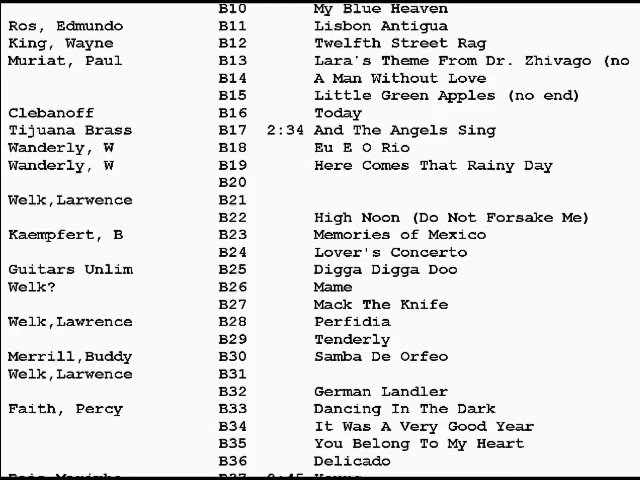 B10 My Blue Heaven
Ros, Edmundo B11 Lisbon Antigua
King, Wayne B12 Twelfth Street Rag
Muriat, Paul B13 Lara's Theme From Dr. Zhivago (no
B14 A Man Without Love
B15 Little Green Apples (no end)
Clebanoff B16 Today
Tijuana Brass B17 2:34 And The Angels Sing
Wanderly, W B18 Eu E O Rio
Wanderly, W B19 Here Comes That Rainy Day
B20
Welk,Larwence B21
B22 High Noon (Do Not Forsake Me)
Kaempfert, B B23 Memories of Mexico
B24 Lover's Concerto
Guitars Unlim B25 Digga Digga Doo
Welk? B26 Mame
B27 Mack The Knife
Welk,Lawrence B28 Perfidia
B29 Tenderly
Merrill,Buddy B30 Samba De Orfeo
Welk,Larwence B31
B32 German Landler
Faith, Percy B33 Dancing In The Dark
B34 It Was A Very Good Year
B35 You Belong To My Heart
B36 Delicado
B37